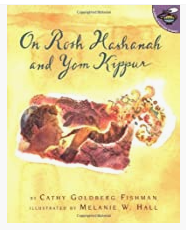 On Rosh Hashanah
and Yom Kippur
BY CATHY GOLDBERG FISHMAN
ILLUSTRATED BY MELANIE W. HALL